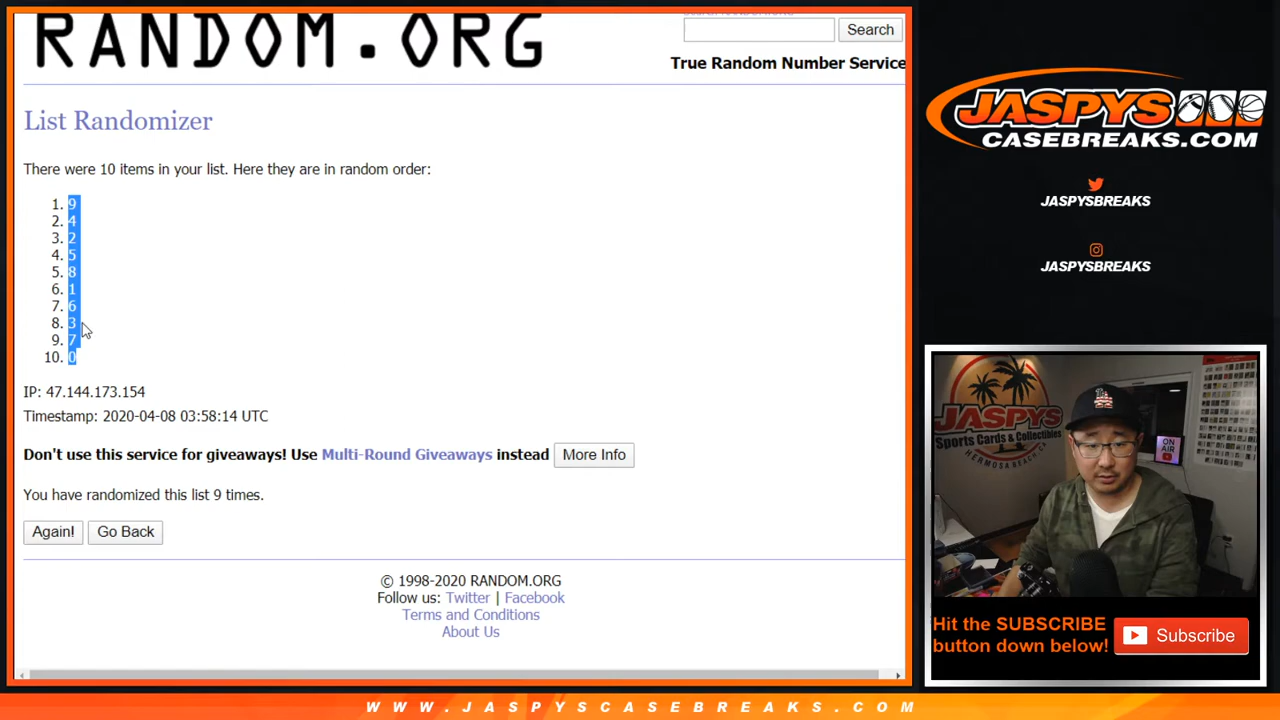 RANDOM.ORG
Search
True Random Number Service
List Randomizer
There were 10 items in your list. Here they are in random order:
1. 9
2. 4
3. 2
4. 5
5. 8
6. 1
7. 6
8. 3
9. 7
10. 0
IP: 47.144.173.154
Timestamp: 2020-04-08 03:58:14 UTC
Don't use this service for giveaways! Use Multi-Round Giveaways instead More Info
You have randomized this list 9 times.
Again! Go Back
© 1998-2020 RANDOM.ORG
Follow us: Twitter | Facebook
Terms and Conditions
About Us
JASPYS
CASEBREAKS.COM
JASPYSBREAKS
JASPYSBREAKS
JASPYS
Sports Cards & Collectibles
HERMOSA BEACH, CA
ON AIR
Hit the SUBSCRIBE
button down below!
Subscribe
WWW.JASPYSCASEBREAKS.COM